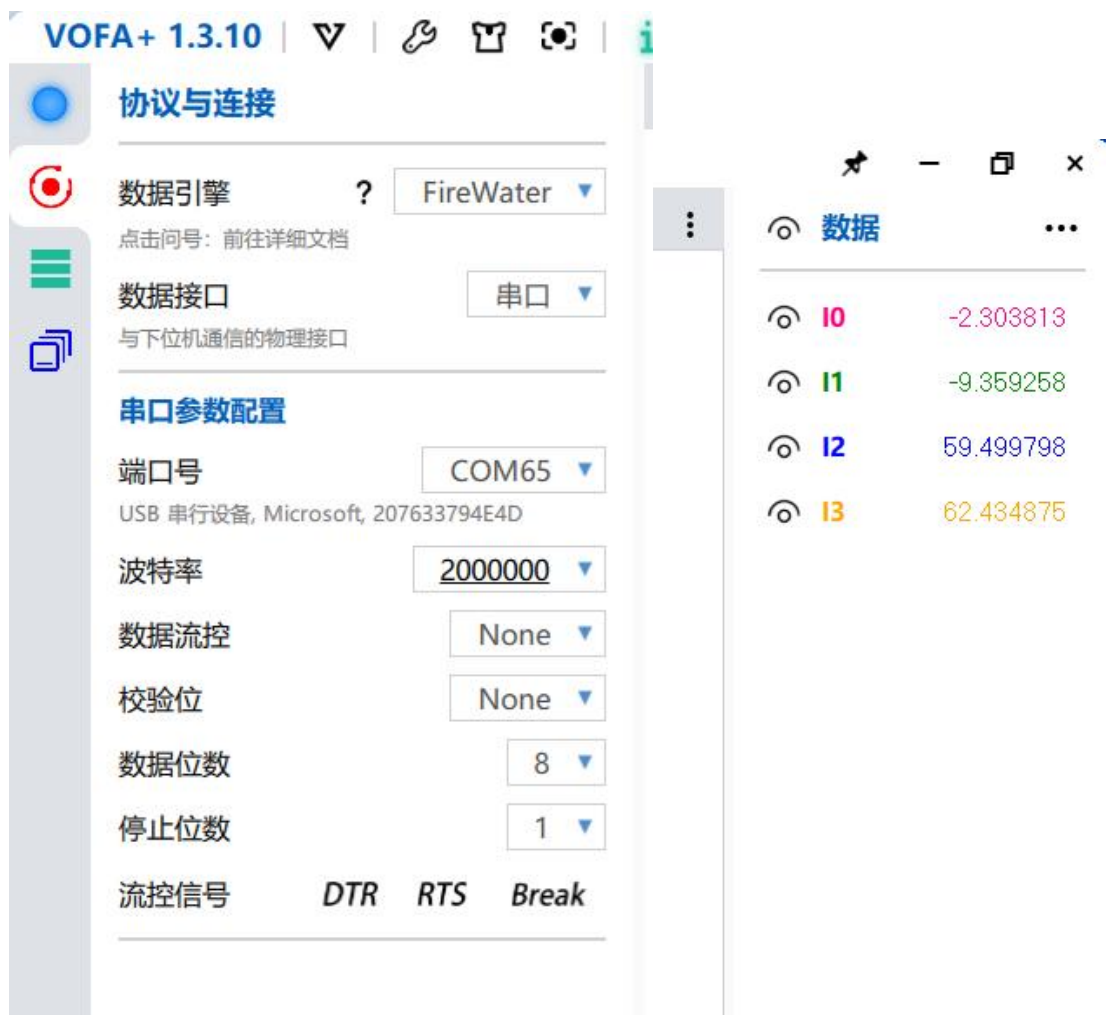 VOFA+ 1.3.10
协议与连接
数据引擎 ? FireWater
点击问号：前往详细文档
数据接口 串口
与下位机通信的物理接口
串口参数配置
端口号 COM65
USB 串行设备, Microsoft, 207633794E4D
波特率 2000000
数据流控 None
校验位 None
数据位数 8
停止位数 1
流控信号 DTR RTS Break
数据
I0 -2.303813
I1 -9.359258
I2 59.499798
I3 62.434875